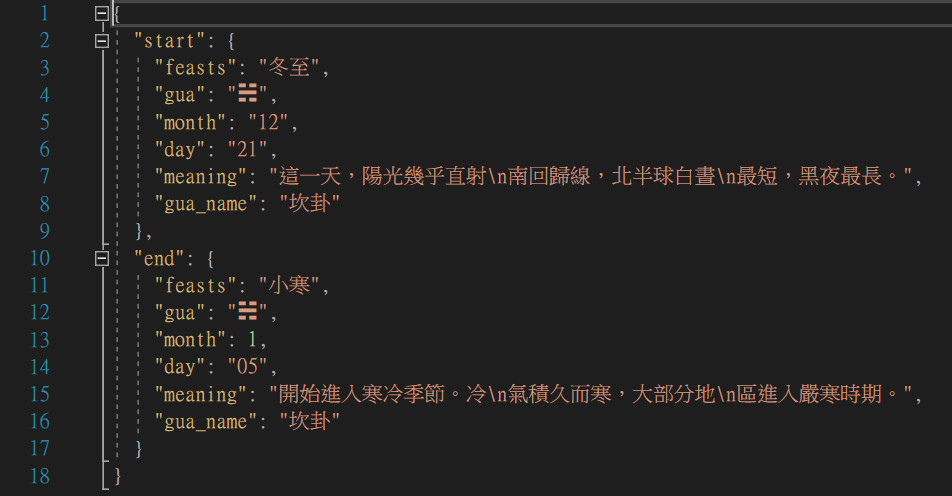 1 {
2 "start": {
3 "feasts": "冬至",
4 "gua": "☵",
5 "month": "12",
6 "day": "21",
7 "meaning": "這一天，陽光幾乎直射\n南回歸線，北半球白晝\n最短，黑夜最長。",
8 "gua_name": "坎卦"
9 },
10 "end": {
11 "feasts": "小寒",
12 "gua": "☵",
13 "month": 1,
14 "day": "05",
15 "meaning": "開始進入寒冷季節。冷\n氣積久而寒，大部分地\n區進入嚴寒時期。",
16 "gua_name": "坎卦"
17 }
18 }